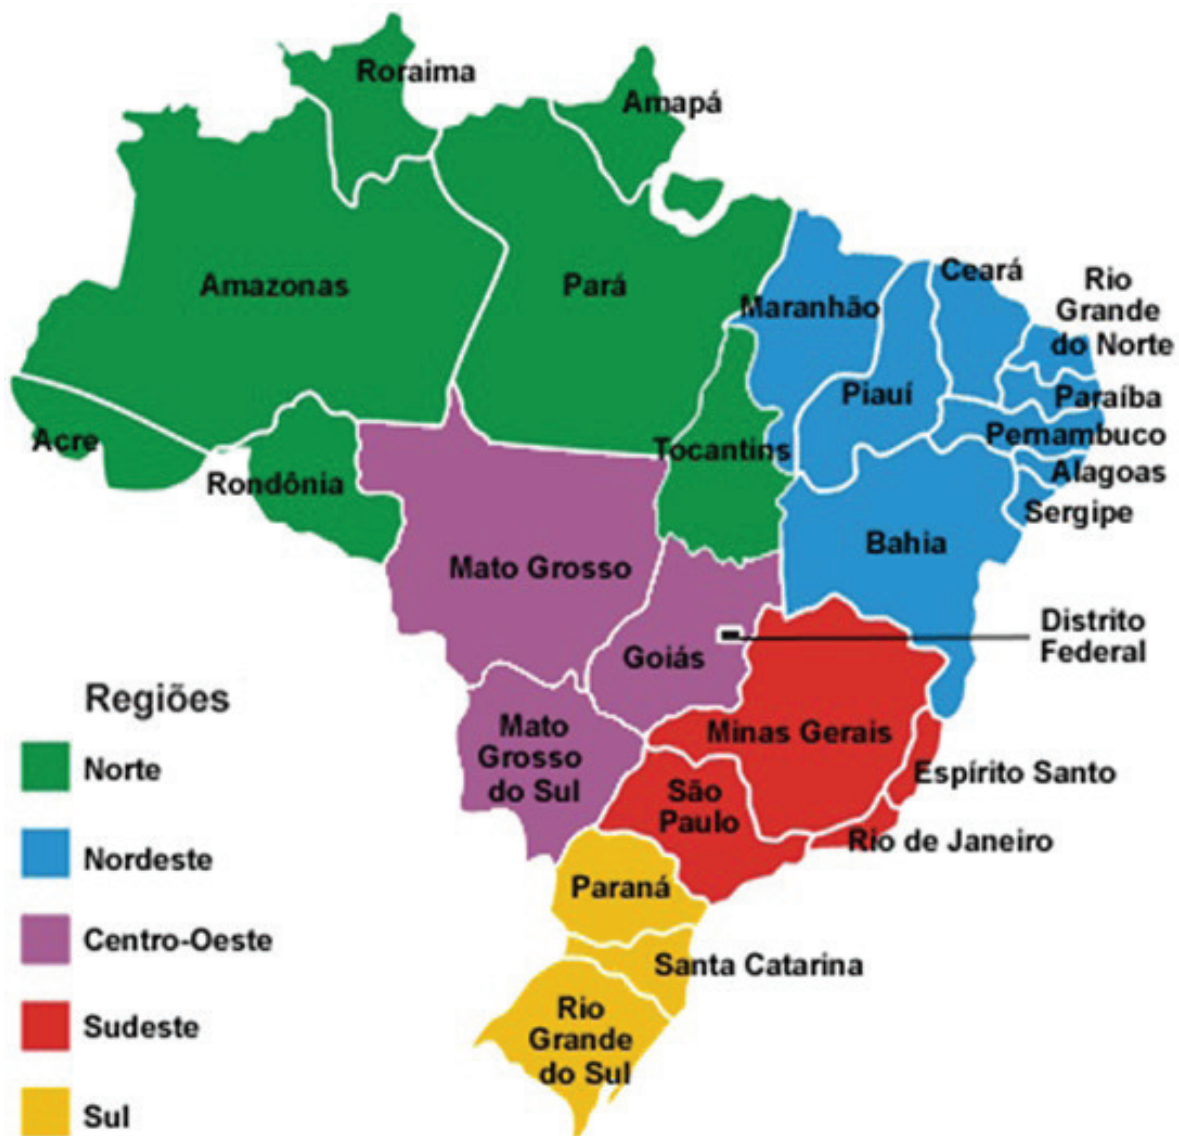 Roraima
Amapá
Amazonas
Pará
Maranhão
Ceará
Rio
Grande
do Norte
Piauí
Paraíba
Pernambuco
Acre
Tocantins
Alagoas
Rondônia
Sergipe
Bahia
Mato Grosso
Distrito
Federal
Goiás
Mato
Grosso
do Sul
Minas Gerais
Espírito Santo
São
Paulo
Rio de Janeiro
Paraná
Santa Catarina
Rio
Grande
do Sul
Regiões
Norte
Nordeste
Centro-Oeste
Sudeste
Sul